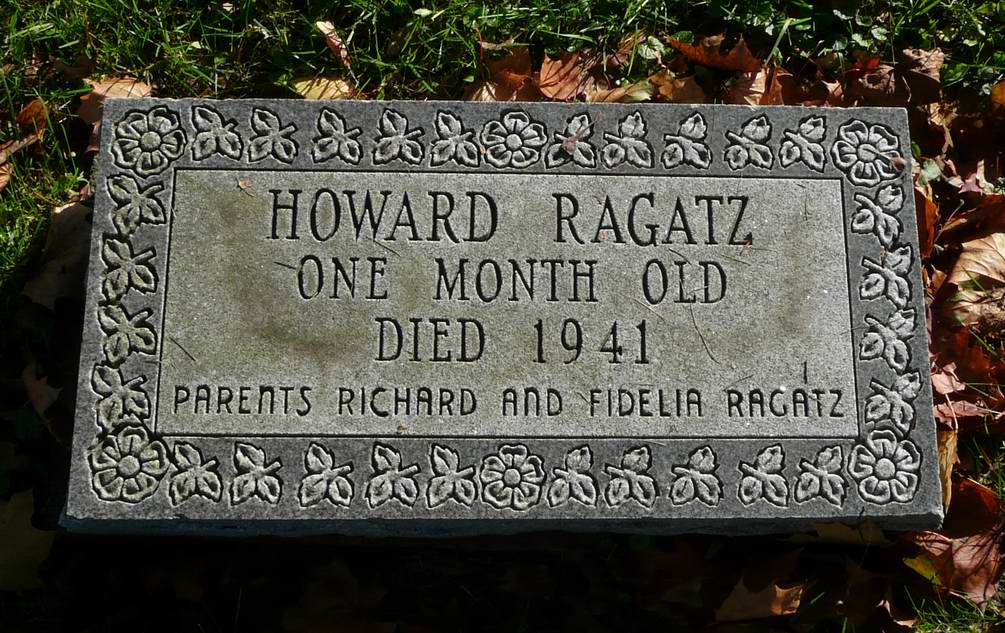 HOWARD RAGATZ
ONE MONTH OLD
DIED 1941
PARENTS RICHARD AND FIDELIA RAGATZ